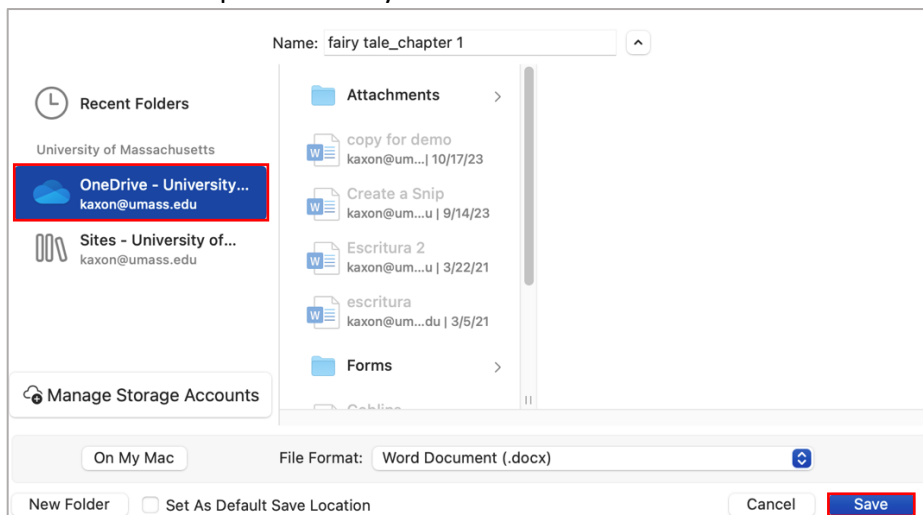 Name: fairy tale_chapter 1
Recent Folders
University of Massachusetts
OneDrive - University...
kaxon@umass.edu
Sites - University of...
kaxon@umass.edu
Manage Storage Accounts
Attachments
copy for demo
kaxon@um...| 10/17/23
Create a Snip
kaxon@um...u | 9/14/23
Escritura 2
kaxon@um...u | 3/22/21
escritura
kaxon@um...du | 3/5/21
Forms
On My Mac
File Format: Word Document (.docx)
New Folder
Set As Default Save Location
Cancel
Save